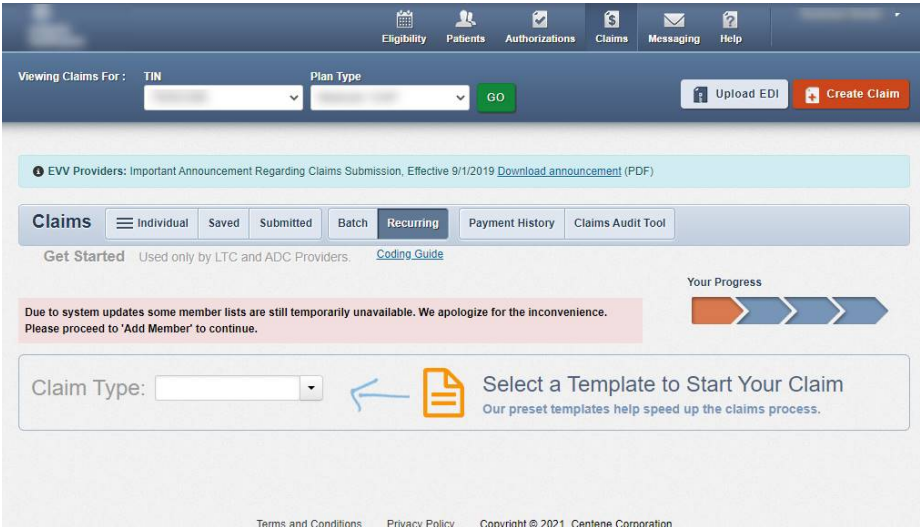 Eligibility
Patients
Authorizations
Claims
Messaging
Help
Viewing Claims For :
TIN
Plan Type
GO
Upload EDI
Create Claim
EVV Providers: Important Announcement Regarding Claims Submission, Effective 9/1/2019 Download announcement (PDF)
Claims
Individual
Saved
Submitted
Batch
Recurring
Payment History
Claims Audit Tool
Get Started Used only by LTC and ADC Providers.
Coding Guide
Your Progress
Due to system updates some member lists are still temporarily unavailable. We apologize for the inconvenience.
Please proceed to 'Add Member' to continue.
Claim Type:
Select a Template to Start Your Claim
Our preset templates help speed up the claims process.
Terms and Conditions
Privacy Policy
Copyright © 2021, Centene Corporation